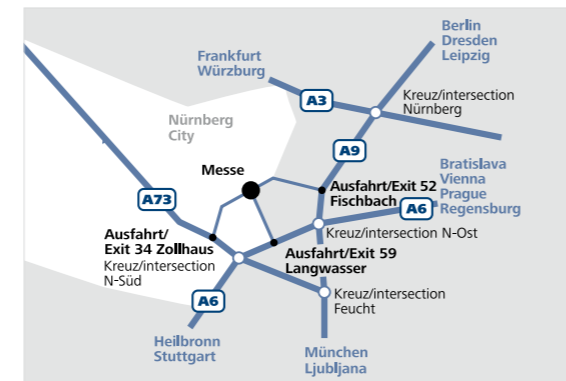 Berlin
Dresden
Leipzig
Frankfurt
Würzburg
A3
Kreuz/intersection
Nürnberg
Nürnberg
City
A9
Messe
Bratislava
Vienna
Prague
Regensburg
Ausfahrt/Exit 52
Fischbach
A73
A6
Ausfahrt/
Exit 34 Zollhaus
Kreuz/intersection
N-Süd
Kreuz/intersection N-Ost
Ausfahrt/Exit 59
Langwasser
A6
Kreuz/intersection
Feucht
Heilbronn
Stuttgart
München
Ljubljana